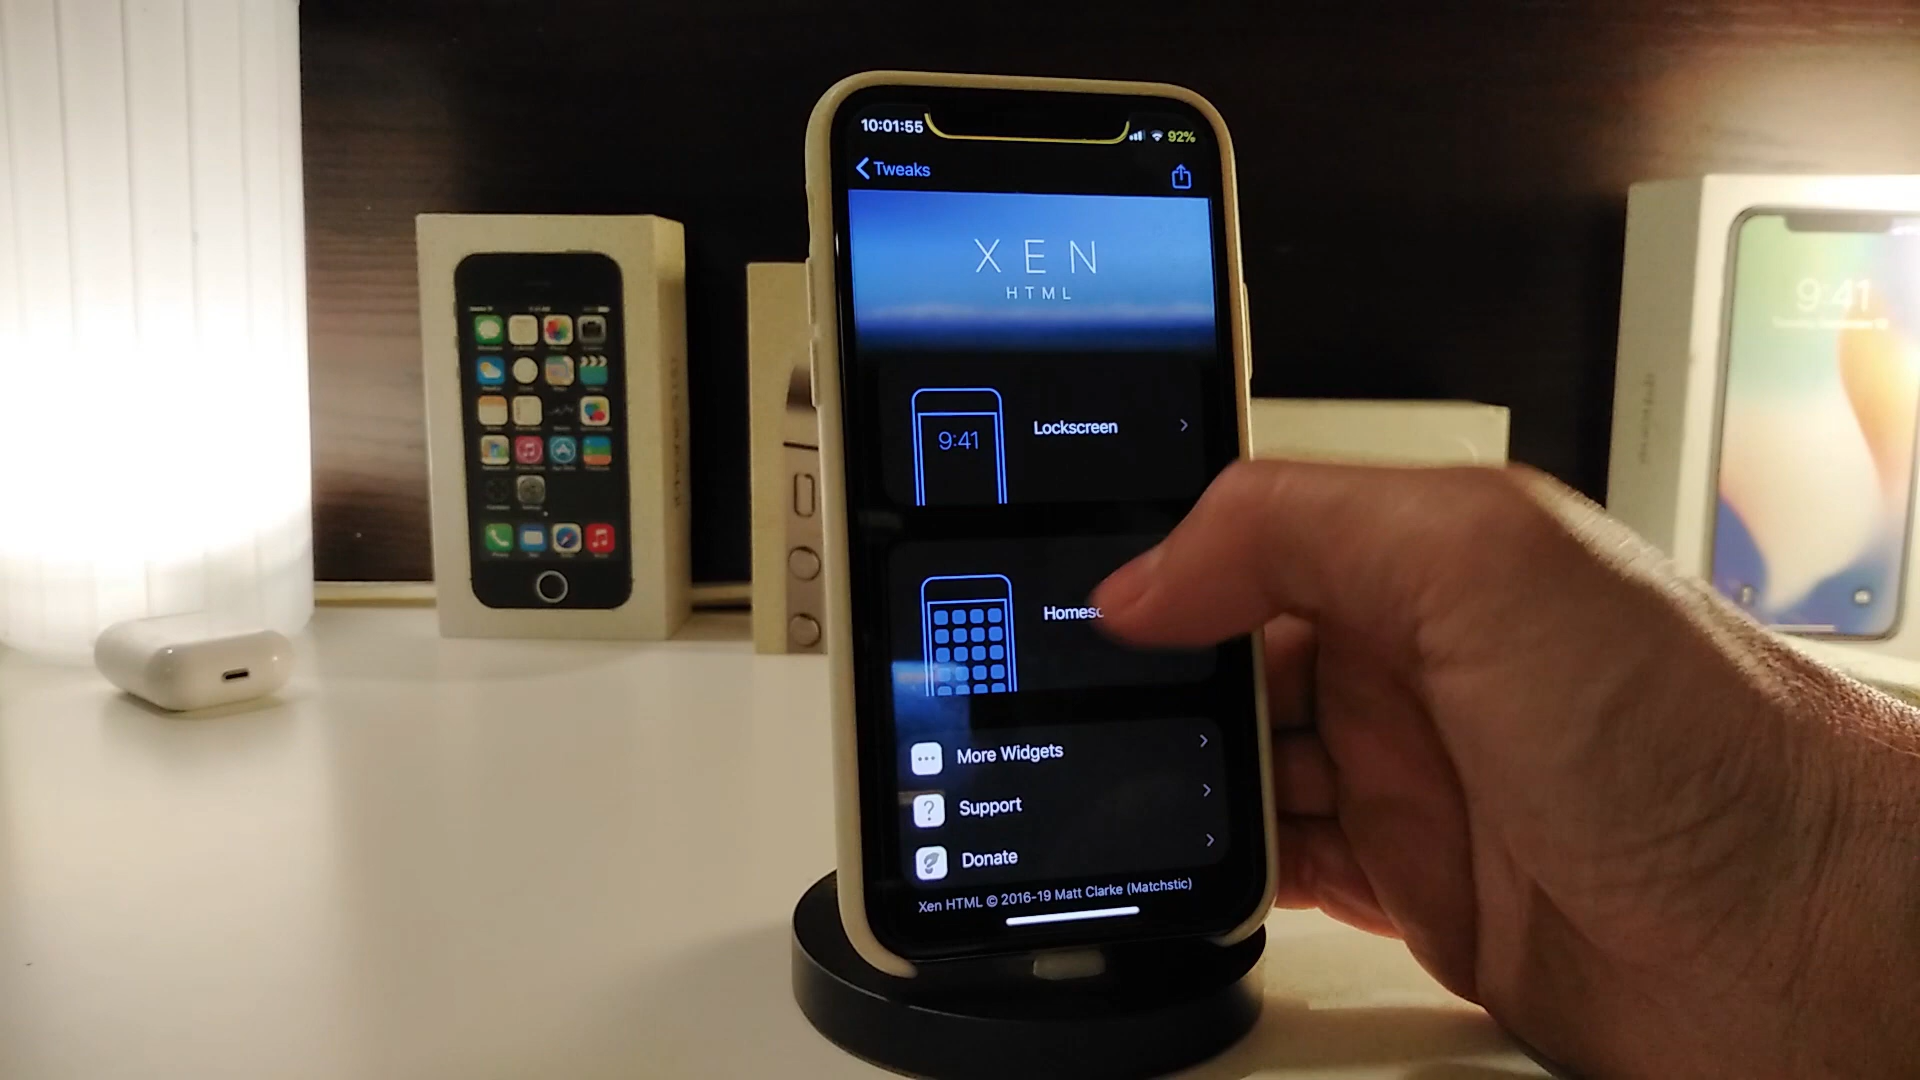 10:01:55
92%
Tweaks
XEN
HTML
9:41
Lockscreen
Homesc
More Widgets
Support
Donate
Xen HTML © 2016-19 Matt Clarke (Matchstic)
9:41